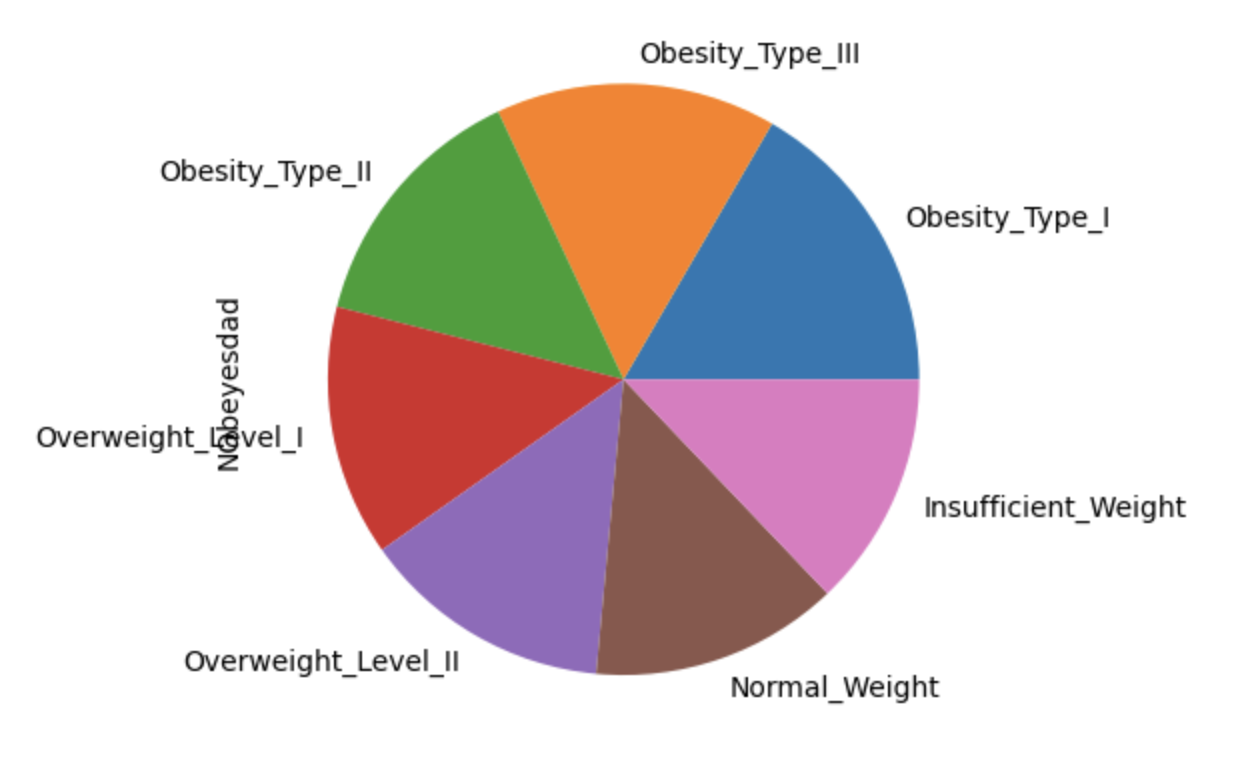 Obesity_Type_III
Obesity_Type_II
Obesity_Type_I
NObeyesdad
Overweight_Level_I
Insufficient_Weight
Overweight_Level_II
Normal_Weight